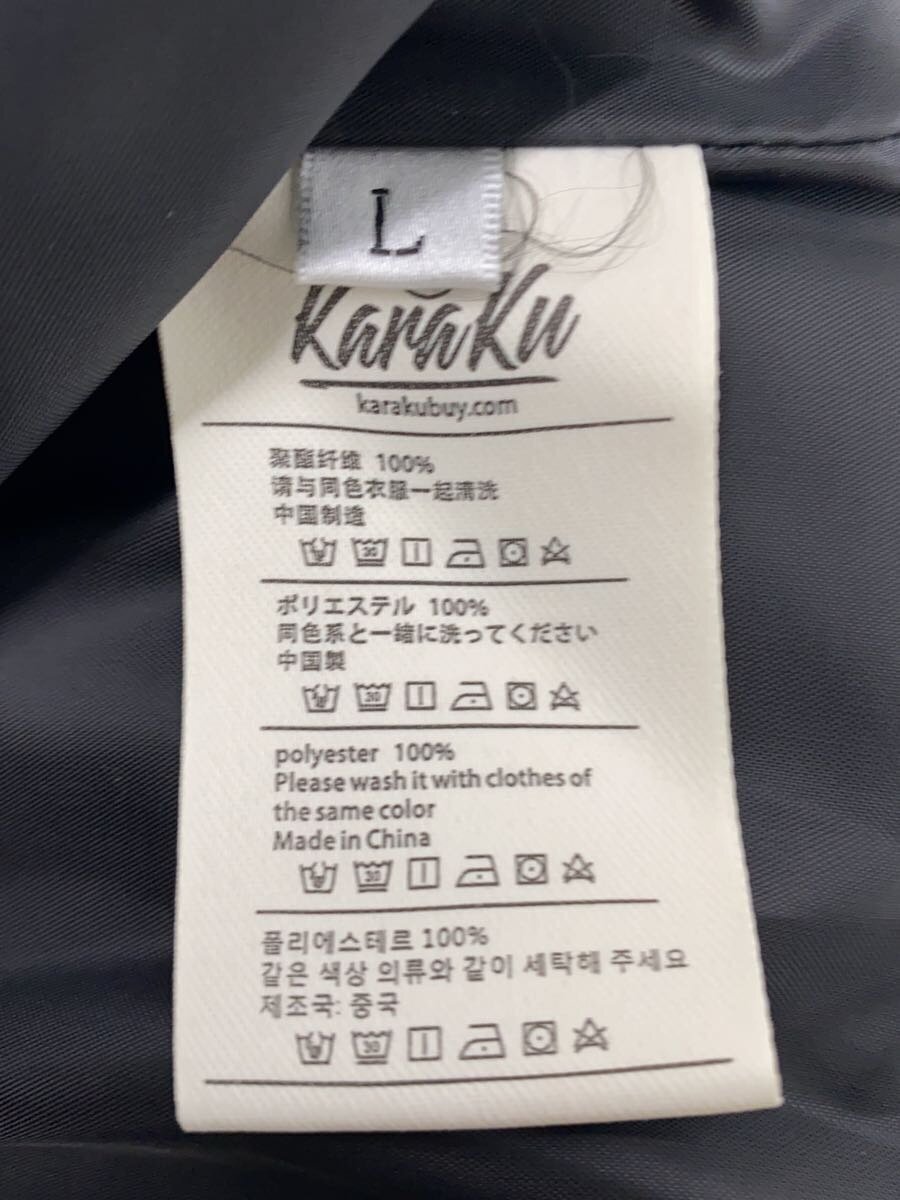 L
KaraKu
karakubuy.com
聚酯纤维 100%
请与同色衣服一起清洗
中国制造
30
ポリエステル 100%
同色系と一緒に洗ってください
中国製
30
polyester 100%
Please wash it with clothes of
the same color
Made in China
30
폴리에스테르 100%
같은 색상 의류와 같이 세탁해 주세요
제조국: 중국
30